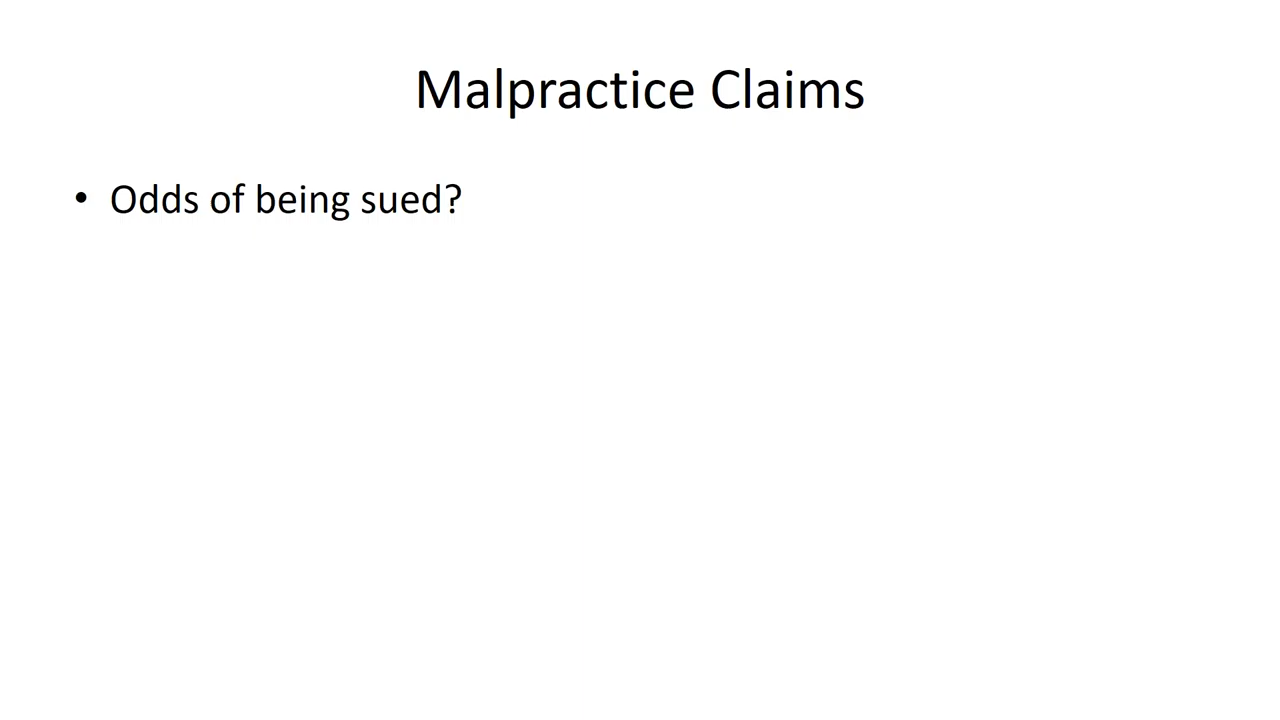 Malpractice Claims
• Odds of being sued?